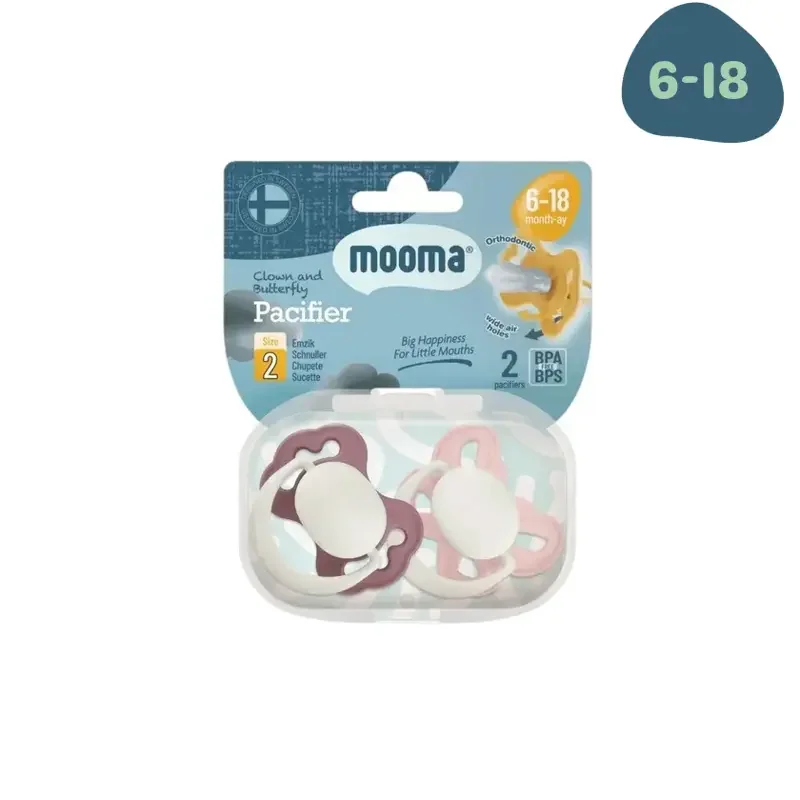 6-18
6-18
month-ay
mooma®
Orthodontic
Clown and
Butterfly
Pacifier
wide air
holes
Size
2
Emzik
Schnuller
Chupete
Sucette
Big Happiness
For Little Mouths
2
pacifiers
BPA
FREE
BPS